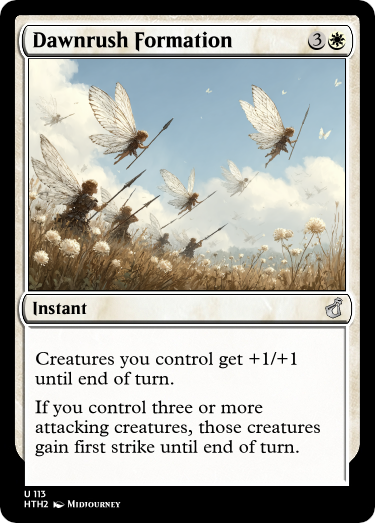 Dawnrush Formation 3
Instant
Creatures you control get +1/+1
until end of turn.
If you control three or more
attacking creatures, those creatures
gain first strike until end of turn.
U 113
HTH2 Midjourney